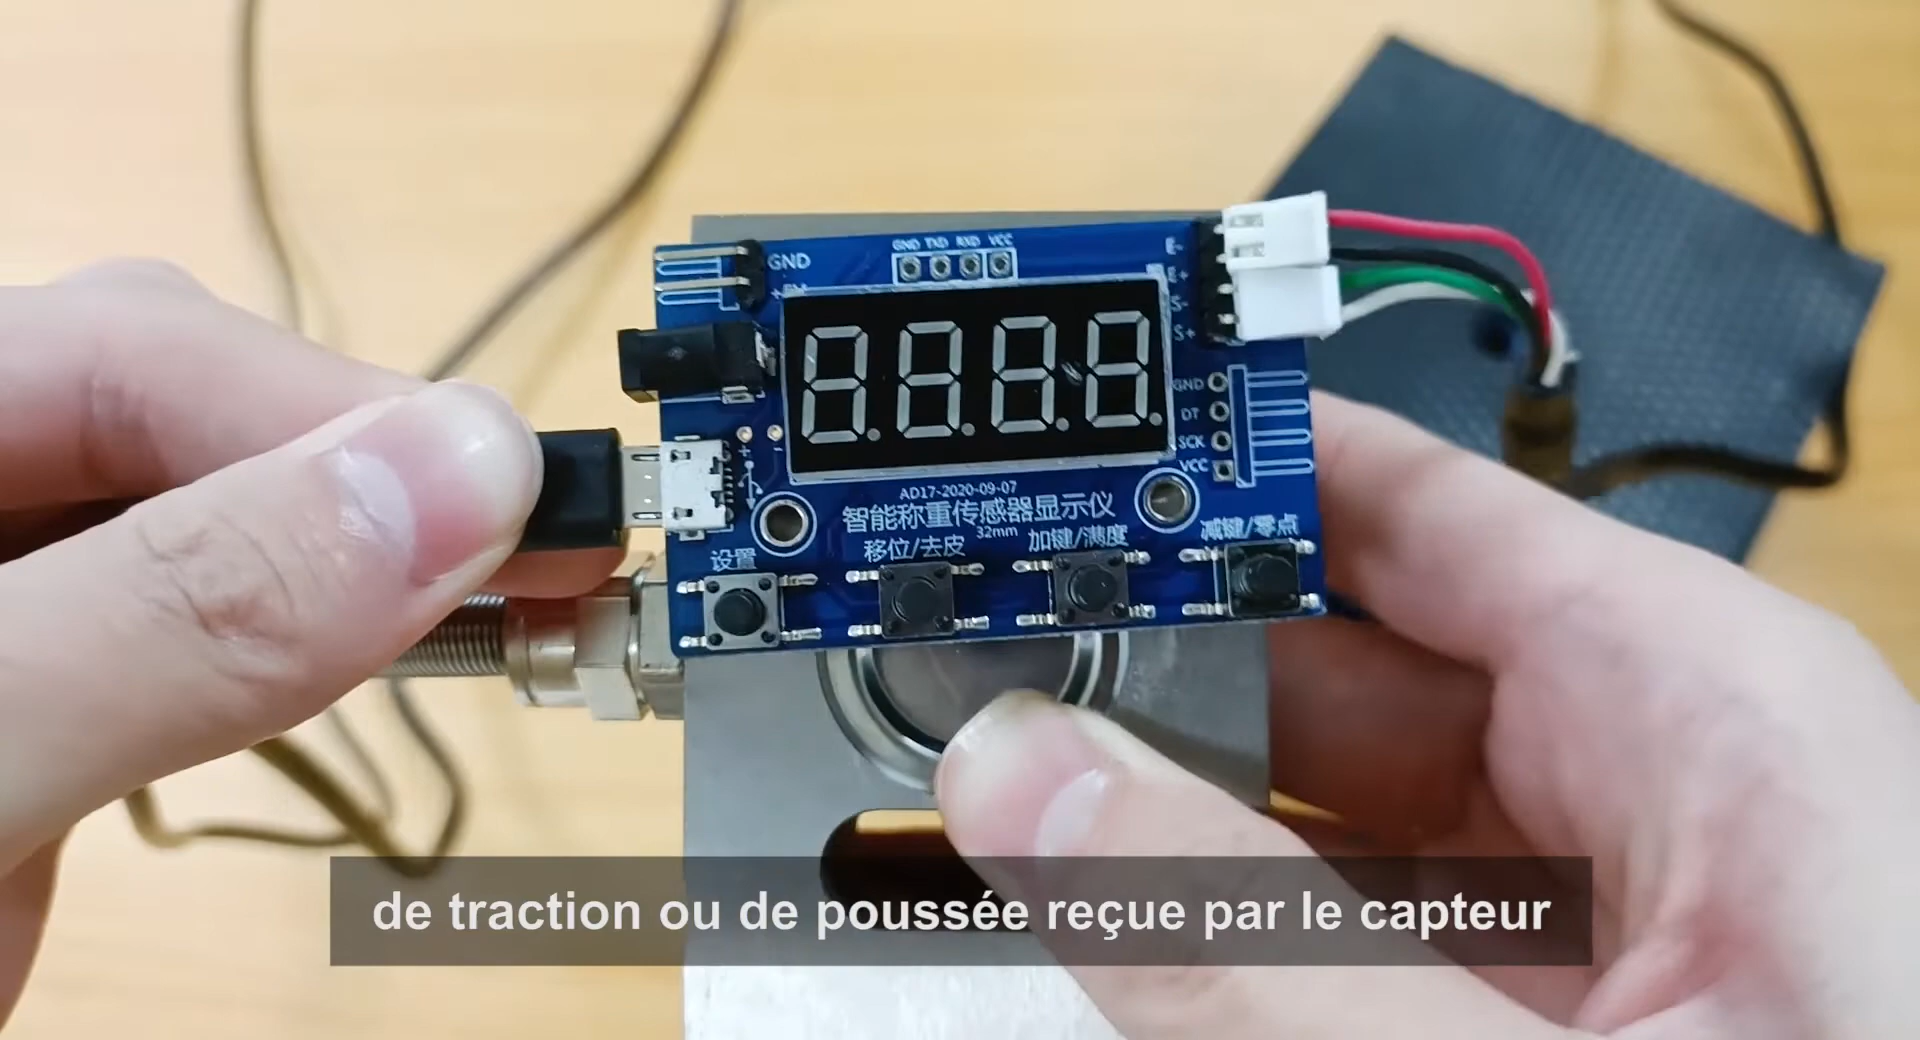 GND TXD RXD VCC
GND
+5V
E-
E+
S-
S+
GND
DT
SCK
VCC
+ -
AD17-2020-09-07
智能称重传感器显示仪
32mm
设置
移位/去皮
加键/满度
减键/零点
de traction ou de poussée reçue par le capteur